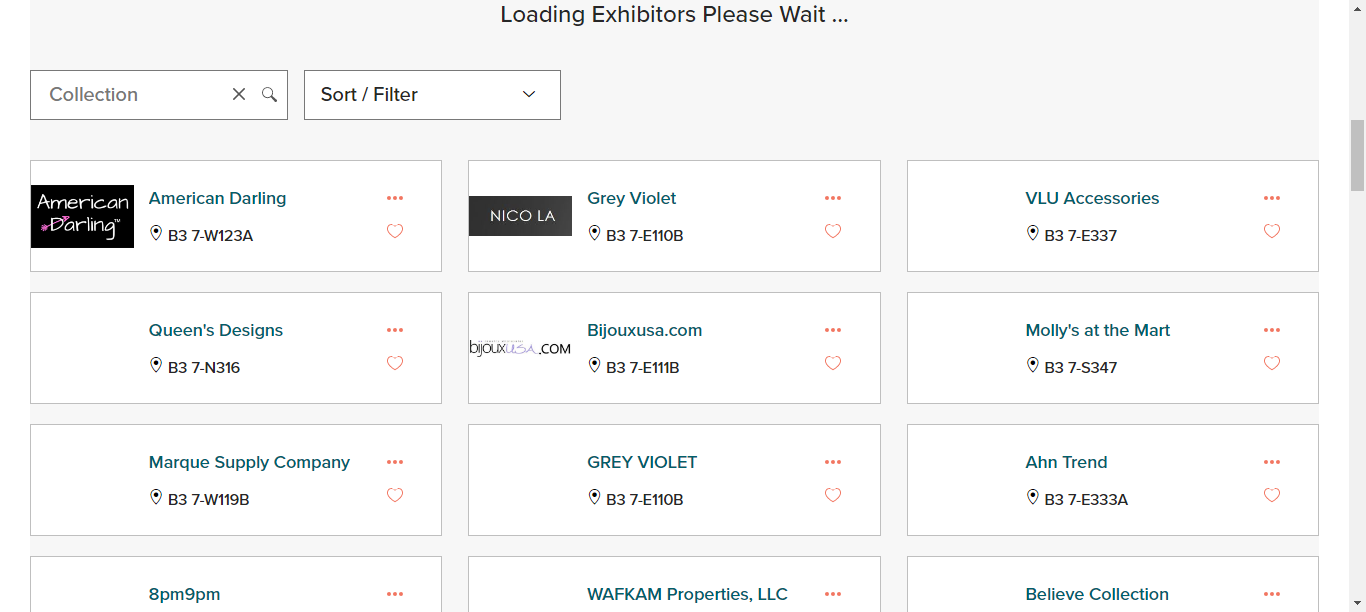 Loading Exhibitors Please Wait ...
Collection
Sort / Filter
American
Darling™
American Darling
B3 7-W123A
NICO LA
Grey Violet
B3 7-E110B
VLU Accessories
B3 7-E337
Queen's Designs
B3 7-N316
bijouxusa.COM
Bijouxusa.com
B3 7-E111B
Molly's at the Mart
B3 7-S347
Marque Supply Company
B3 7-W119B
GREY VIOLET
B3 7-E110B
Ahn Trend
B3 7-E333A
8pm9pm
WAFKAM Properties, LLC
Believe Collection